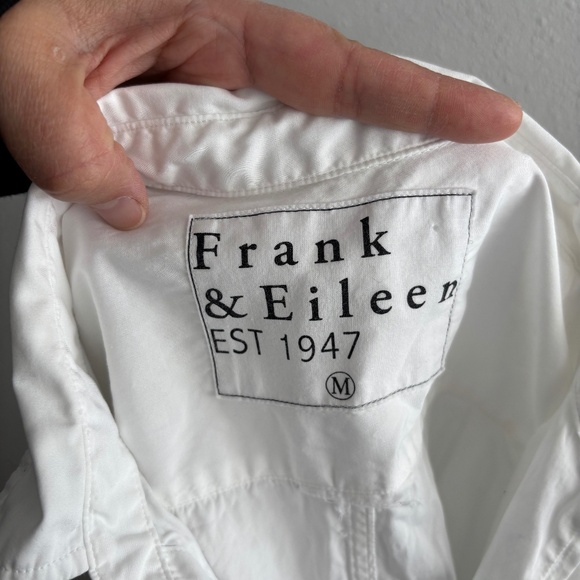 Frank
& Eileen
EST 1947
M